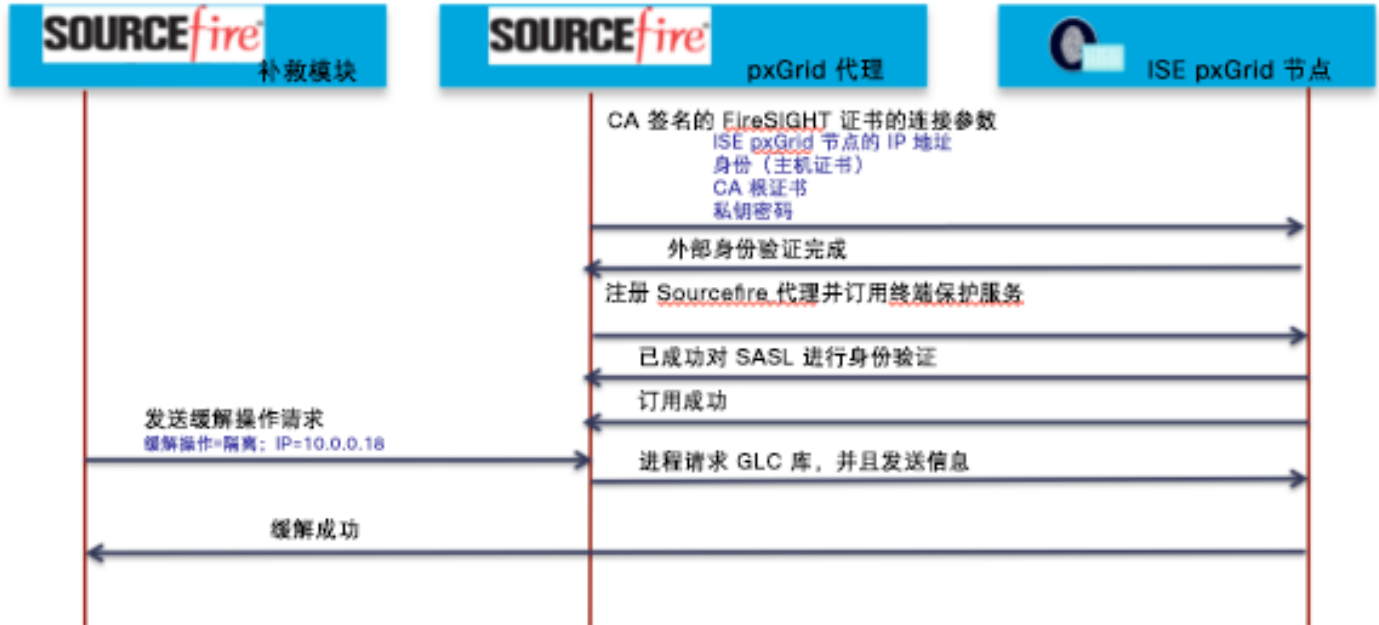 SOURCEfire
补救模块
SOURCEfire
pxGrid 代理
ISE pxGrid 节点
CA 签名的 FireSIGHT 证书的连接参数
ISE pxGrid 节点的 IP 地址
身份（主机证书）
CA 根证书
私钥密码
外部身份验证完成
注册 Sourcefire 代理并订用终端保护服务
已成功对 SASL 进行身份验证
订用成功
发送缓解操作请求
缓解操作=隔离；IP=10.0.0.18
进程请求 GLC 库，并且发送信息
缓解成功